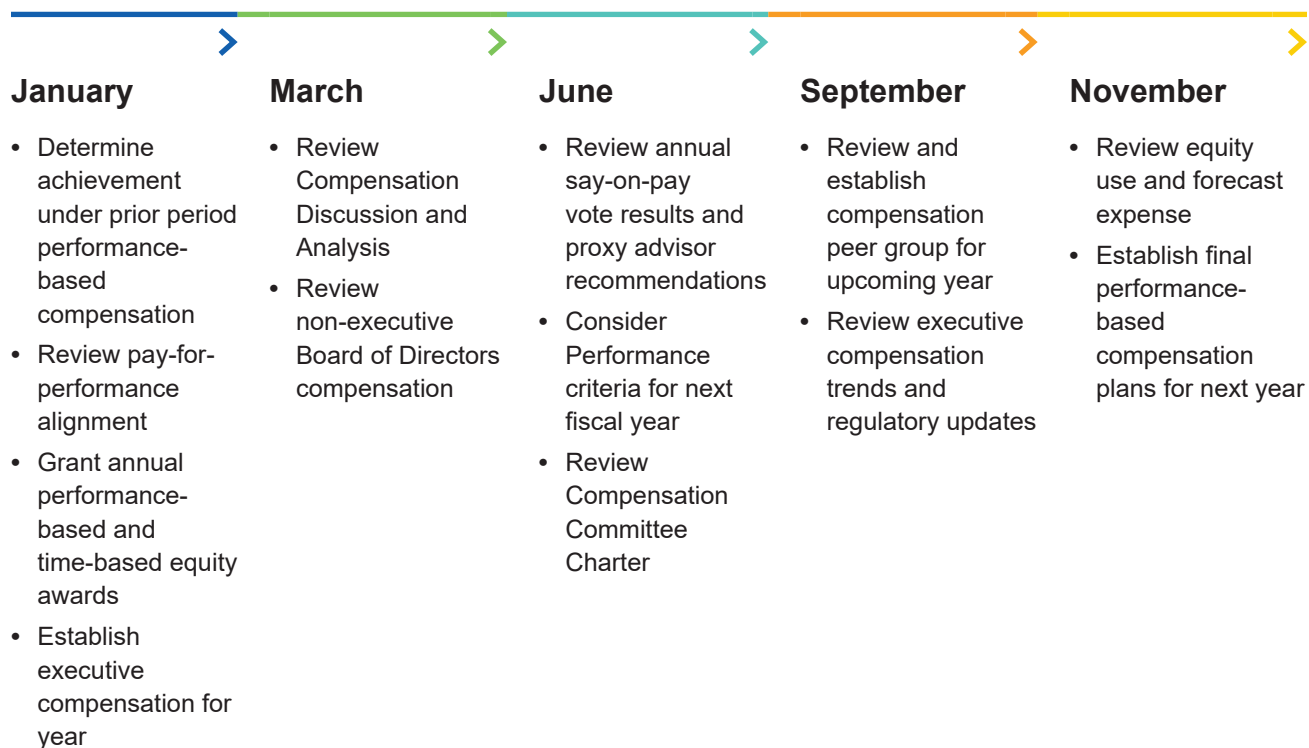 January
• Determine
achievement
under prior period
performance-
based
compensation
• Review pay-for-
performance
alignment
• Grant annual
performance-
based and
time-based equity
awards
• Establish
executive
compensation for
year
March
• Review
Compensation
Discussion and
Analysis
• Review
non-executive
Board of Directors
compensation
June
• Review annual
say-on-pay
vote results and
proxy advisor
recommendations
• Consider
Performance
criteria for next
fiscal year
• Review
Compensation
Committee
Charter
September
• Review and
establish
compensation
peer group for
upcoming year
• Review executive
compensation
trends and
regulatory updates
November
• Review equity
use and forecast
expense
• Establish final
performance-
based
compensation
plans for next year